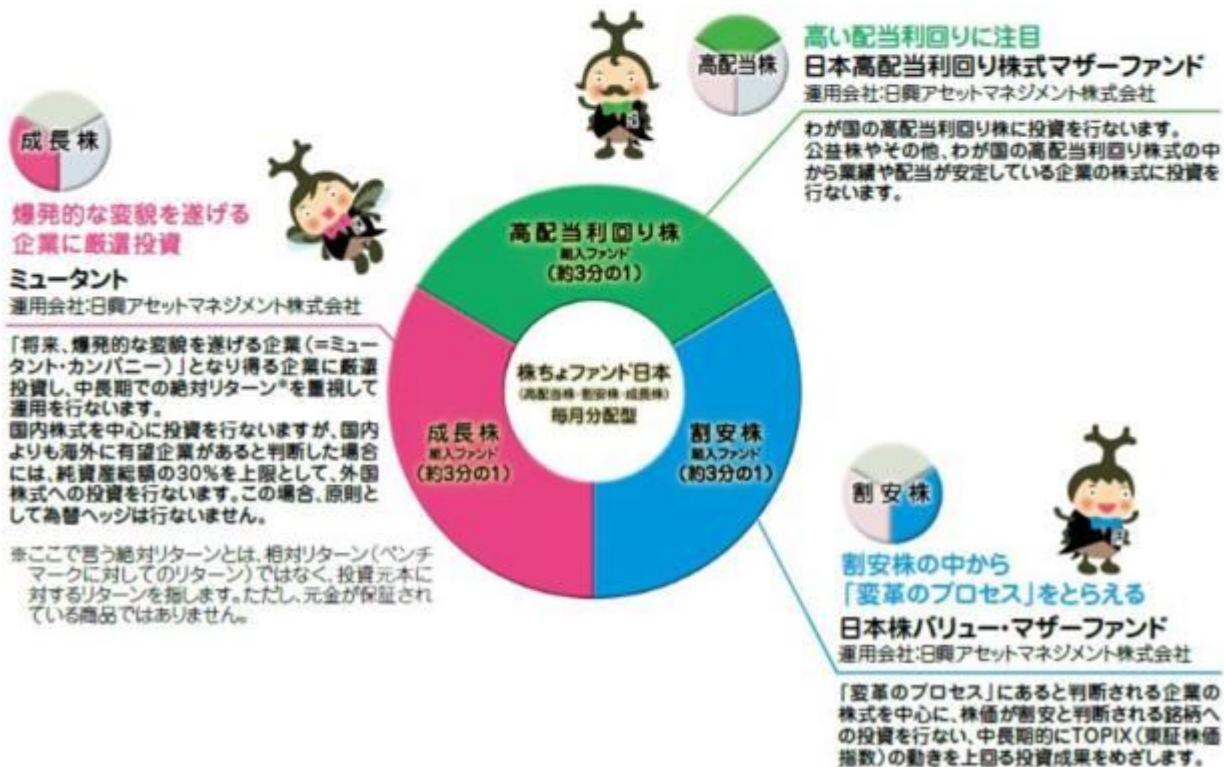 高配当株
高い配当利回りに注目
日本高配当利回り株式マザーファンド
運用会社:日興アセットマネジメント株式会社
わが国の高配当利回り株に投資を行ないます。
公益株やその他、わが国の高配当利回り株式の中
から業績や配当が安定している企業の株式に投資を
行ないます。
成長株
爆発的な変貌を遂げる
企業に厳選投資
ミュータント
運用会社:日興アセットマネジメント株式会社
「将来、爆発的な変貌を遂げる企業(=ミュー
タント・カンパニー)」となり得る企業に厳選
投資し、中長期での絶対リターン※を重視して
運用を行ないます。
国内株式を中心に投資を行ないますが、国内
よりも海外に有望企業があると判断した場合
には、純資産総額の30%を上限として、外国
株式への投資を行ないます。この場合、原則と
して為替ヘッジは行ないません。
※ここで言う絶対リターンとは、相対リターン(ベンチ
マークに対してのリターン)ではなく、投資元本に
対するリターンを指します。ただし、元金が保証され
ている商品ではありません。
高配当利回り株
組入ファンド
(約3分の1)
株ちょファンド日本
(高配当株・割安株・成長株)
毎月分配型
成長株
組入ファンド
(約3分の1)
割安株
組入ファンド
(約3分の1)
割安株
割安株の中から
「変革のプロセス」をとらえる
日本株バリュー・マザーファンド
運用会社:日興アセットマネジメント株式会社
「変革のプロセス」にあると判断される企業の
株式を中心に、株価が割安と判断される銘柄へ
の投資を行ない、中長期的にTOPIX(東証株価
指数)の動きを上回る投資成果をめざします。